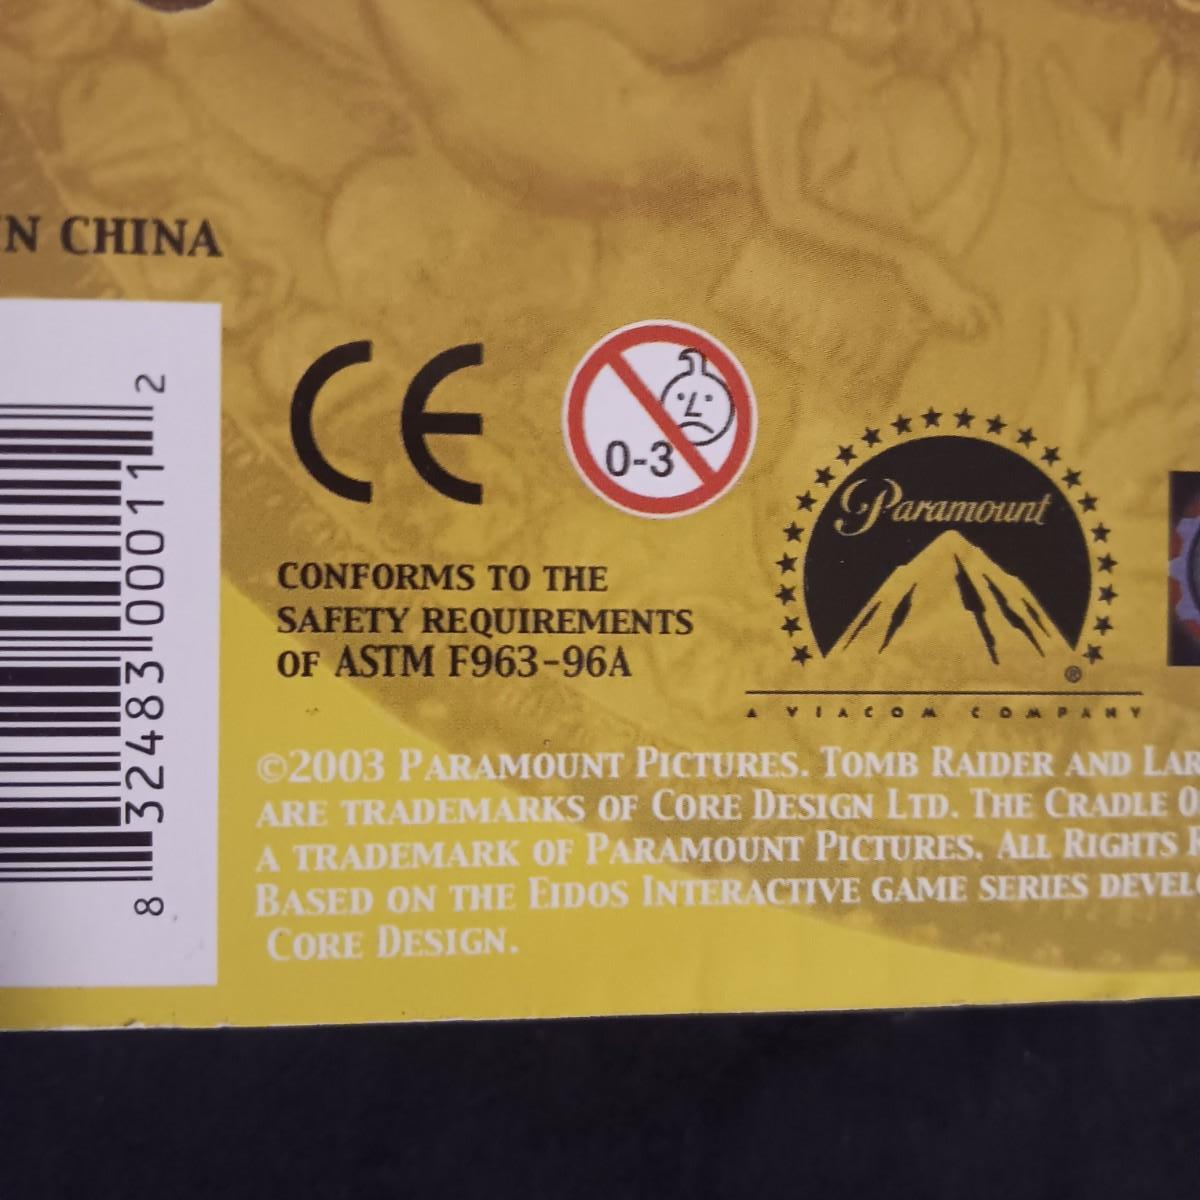 N CHINA
8 32483 00011 2
CE
0-3
CONFORMS TO THE
SAFETY REQUIREMENTS
OF ASTM F963-96A
Paramount
®
A VIACOM COMPANY
©2003 PARAMOUNT PICTURES. TOMB RAIDER AND LAR
ARE TRADEMARKS OF CORE DESIGN LTD. THE CRADLE O
A TRADEMARK OF PARAMOUNT PICTURES. ALL RIGHTS R
BASED ON THE EIDOS INTERACTIVE GAME SERIES DEVELO
CORE DESIGN.